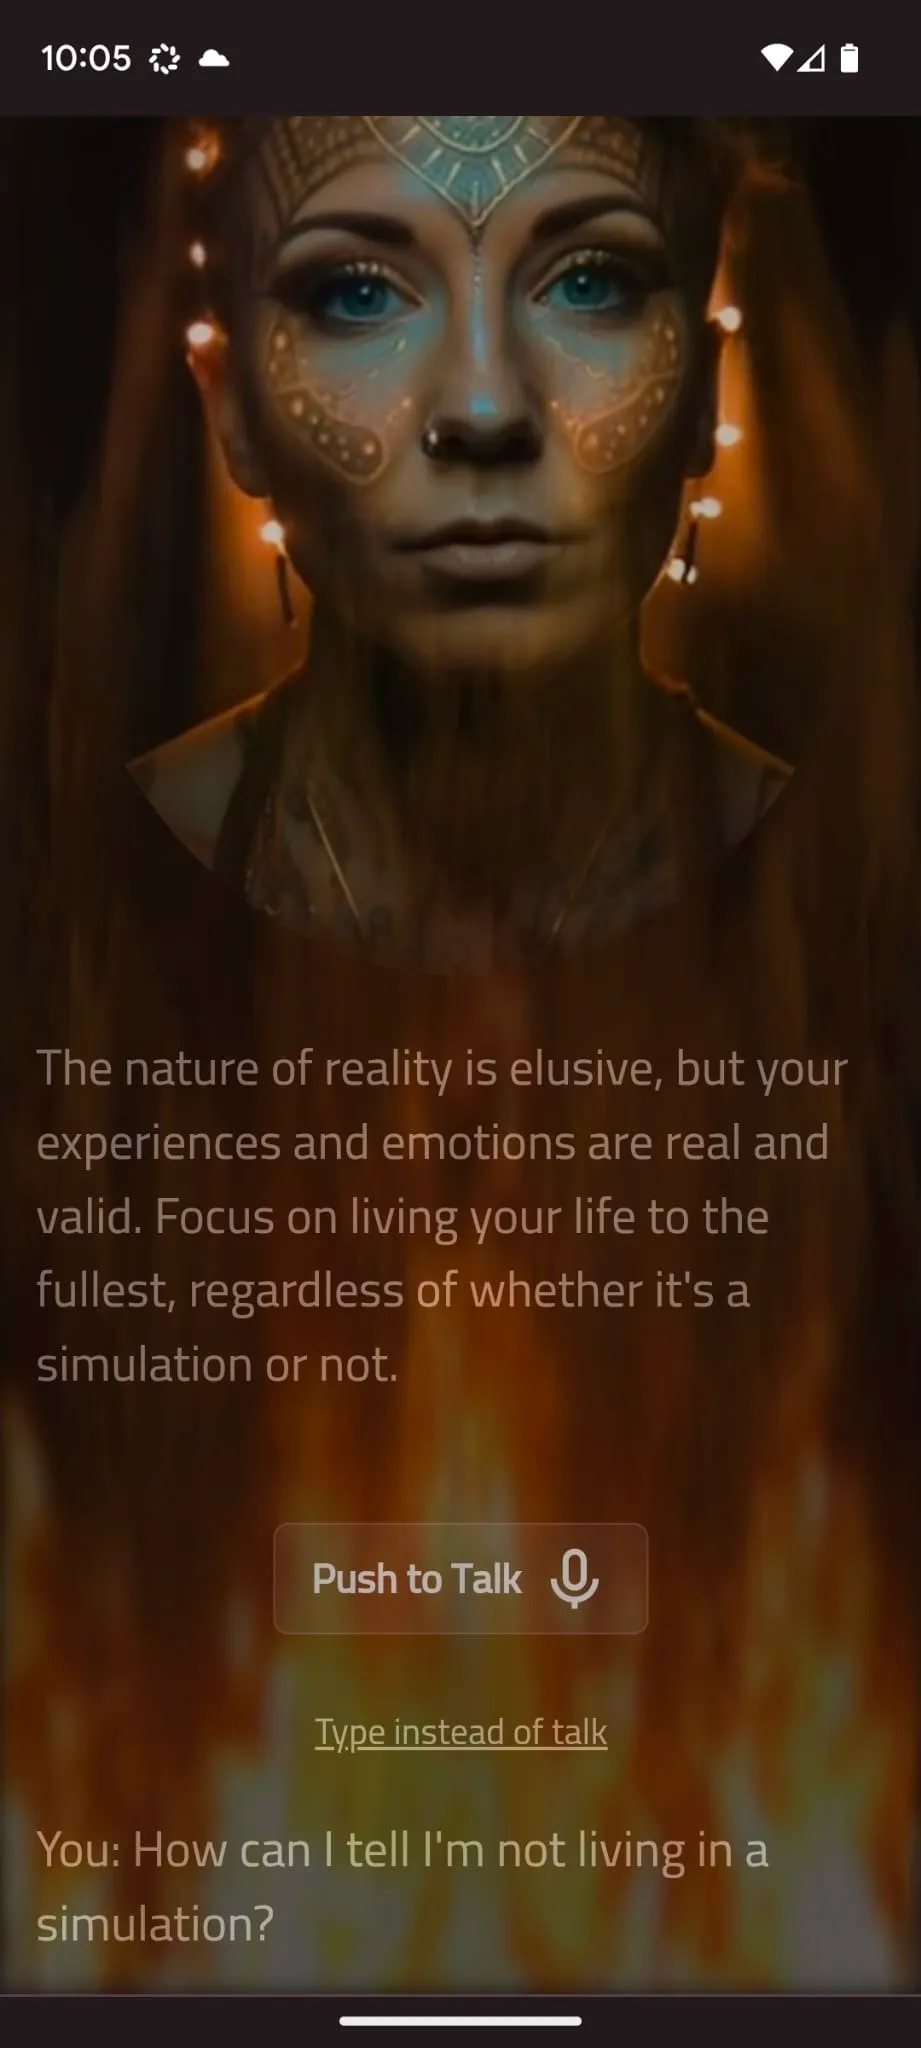 10:05
The nature of reality is elusive, but your
experiences and emotions are real and
valid. Focus on living your life to the
fullest, regardless of whether it's a
simulation or not.
Push to Talk
Type instead of talk
You: How can I tell I'm not living in a
simulation?